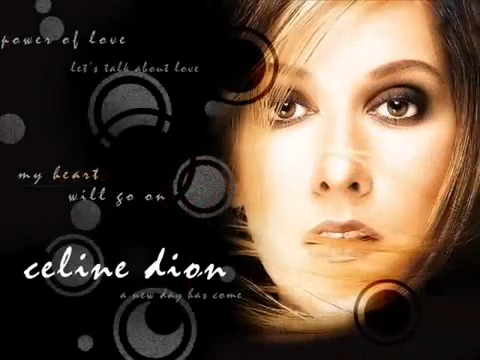 power of love
let's talk about love
my heart
will go on
celine dion
a new day has come